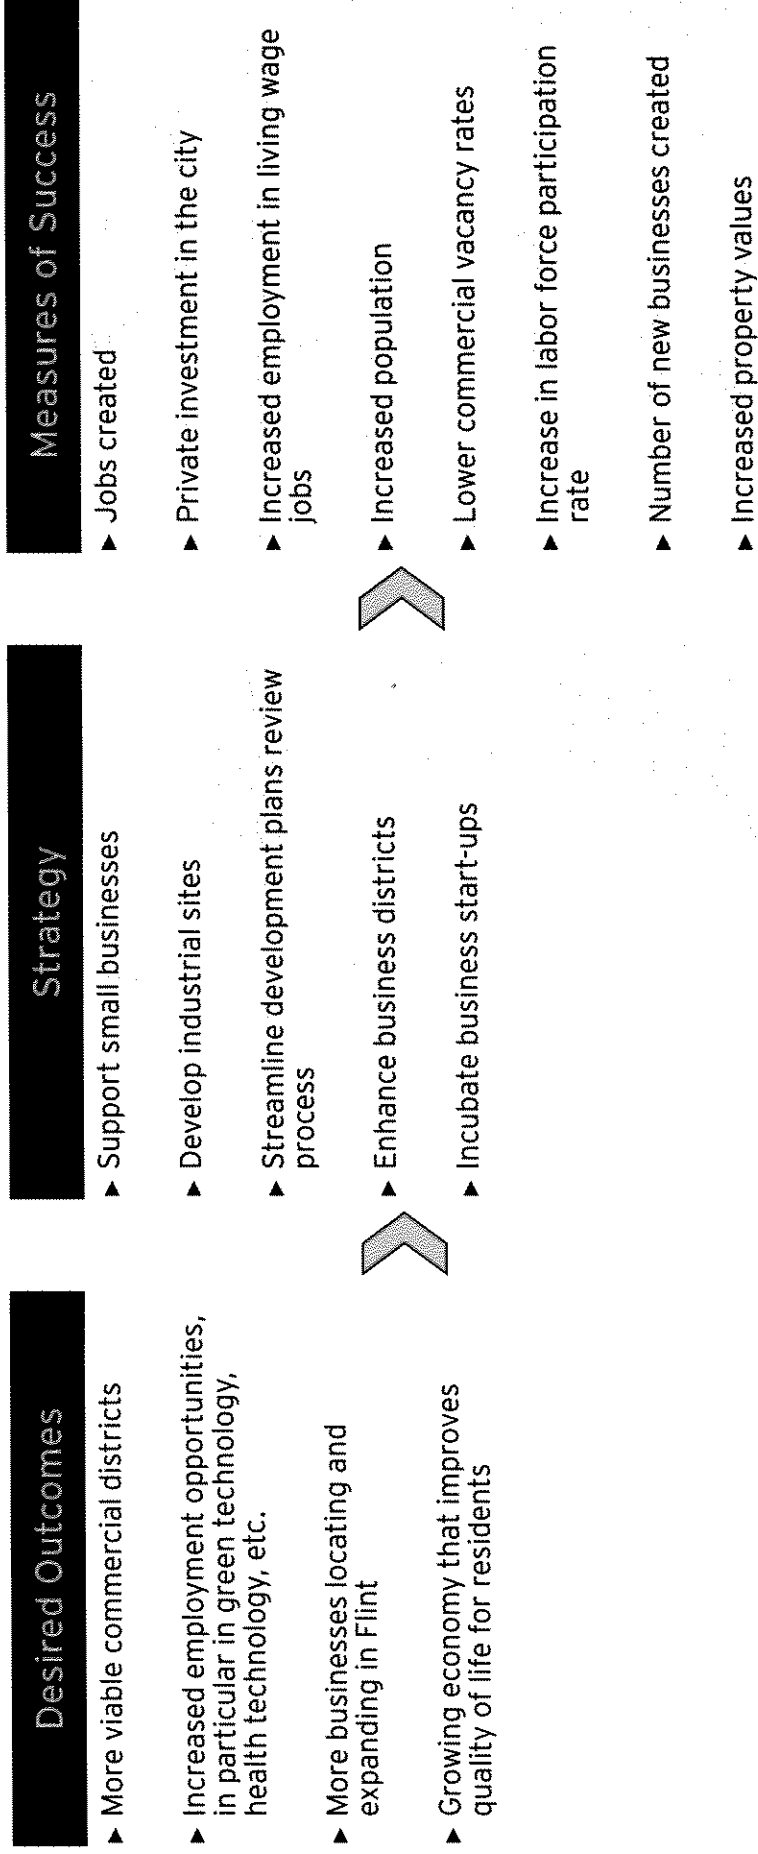 Desired Outcomes
► More viable commercial districts
► Increased employment opportunities,
in particular in green technology,
health technology, etc.
► More businesses locating and
expanding in Flint
► Growing economy that improves
quality of life for residents
Strategy
► Support small businesses
► Develop industrial sites
► Streamline development plans review
process
► Enhance business districts
► Incubate business start-ups
Measures of Success
► Jobs created
► Private investment in the city
► Increased employment in living wage
jobs
► Increased population
► Lower commercial vacancy rates
► Increase in labor force participation
rate
► Number of new businesses created
► Increased property values